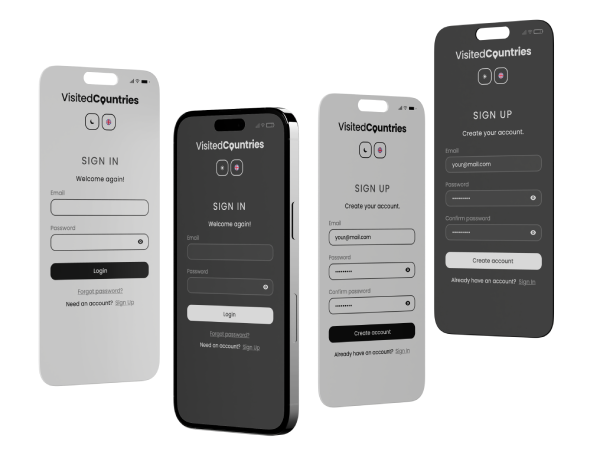 VisitedCountries
SIGN IN
Welcome again!
Email
Password
Login
Forgot password?
Need an account? Sign Up
VisitedCountries
SIGN IN
Welcome again!
Email
Password
Login
Forgot password?
Need an account? Sign Up
VisitedCountries
SIGN UP
Create your account.
Email
your@mail.com
Password
Confirm password
Create account
Already have an account? Sign In
VisitedCountries
SIGN UP
Create your account.
Email
your@mail.com
Password
Confirm password
Create account
Already have an account? Sign In